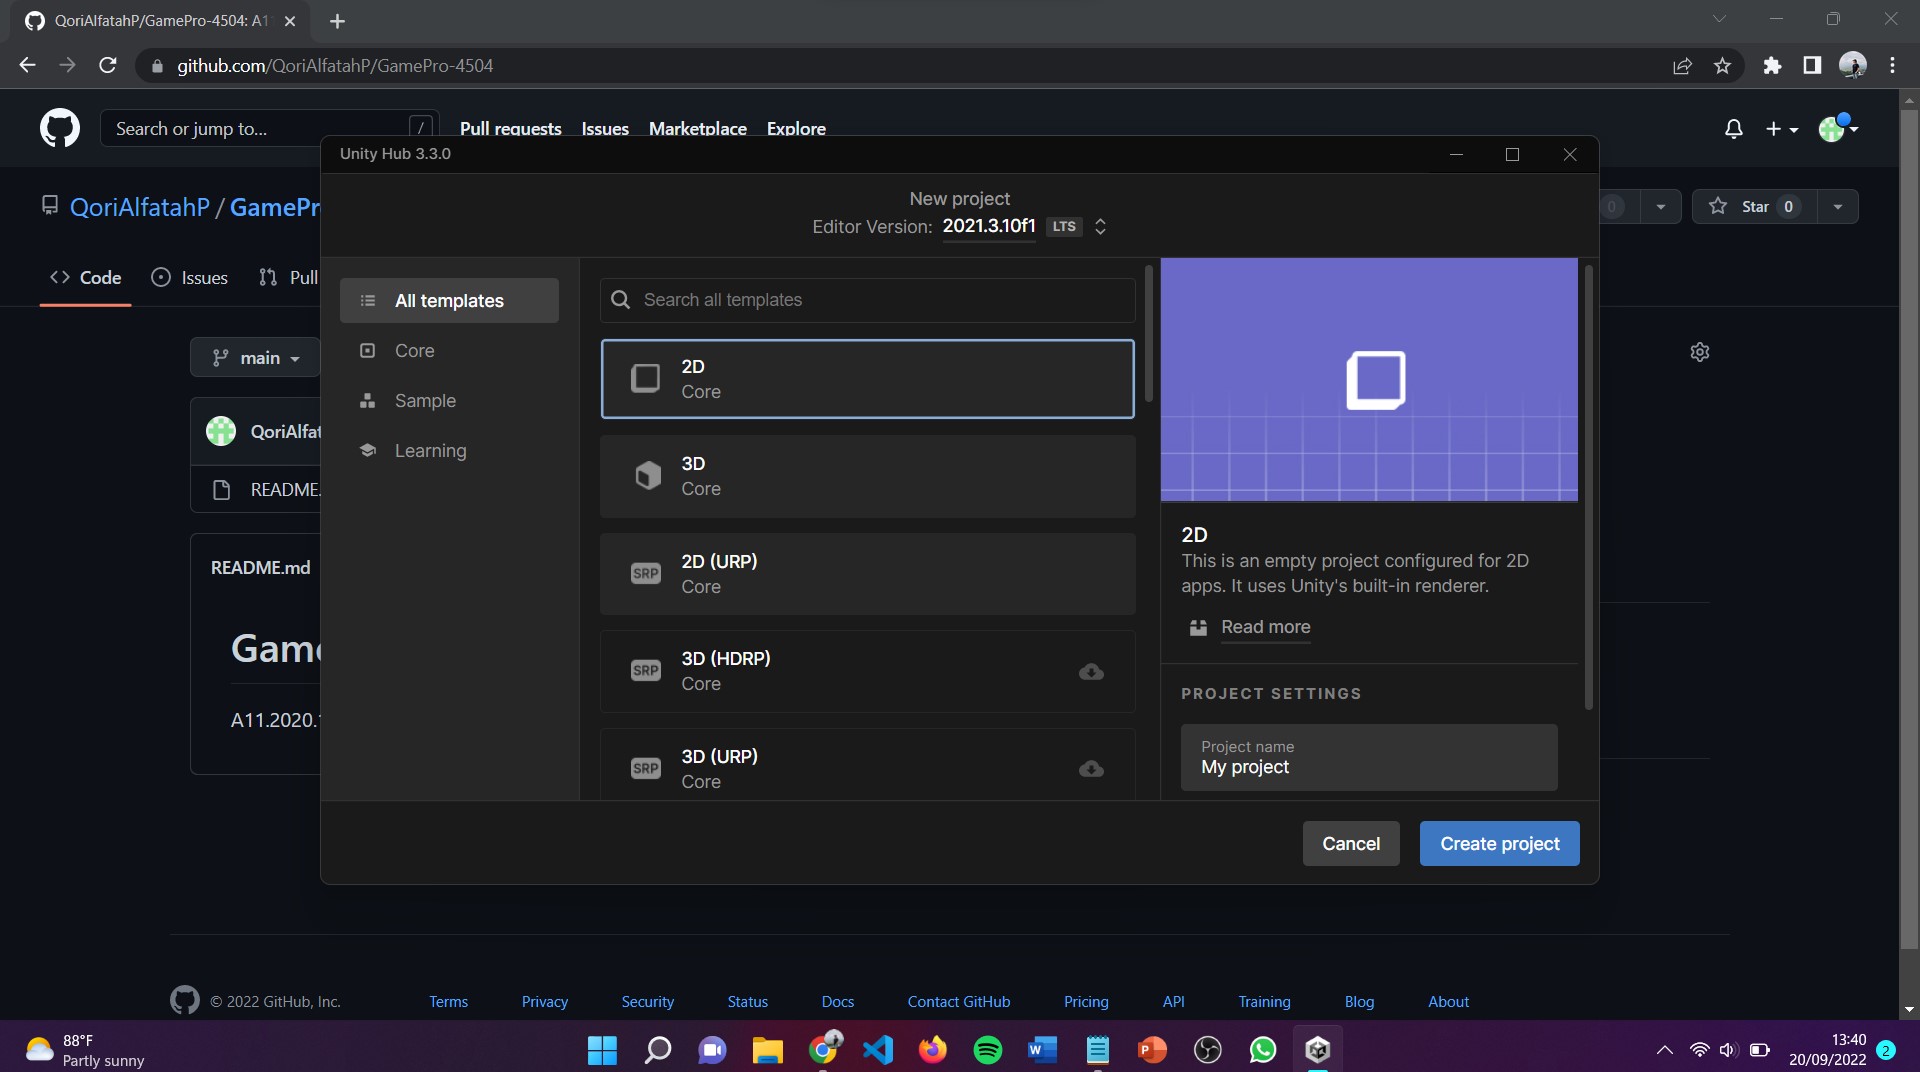 QoriAlfatahP/GamePro-4504: A1
github.com/QoriAlfatahP/GamePro-4504
Search or jump to...
/
Pull requests
Issues
Marketplace
Explore
Unity Hub 3.3.0
QoriAlfatahP / GamePr
0
Star 0
New project
Editor Version: 2021.3.10f1 LTS
Code
Issues
Pull
All templates
Core
Sample
Learning
Search all templates
2D
Core
3D
Core
SRP
2D (URP)
Core
SRP
3D (HDRP)
Core
SRP
3D (URP)
Core
main
QoriAlfat
README.
README.md
Game
A11.2020.
2D
This is an empty project configured for 2D
apps. It uses Unity's built-in renderer.
Read more
PROJECT SETTINGS
Project name
My project
Cancel
Create project
© 2022 GitHub, Inc.
Terms
Privacy
Security
Status
Docs
Contact GitHub
Pricing
API
Training
Blog
About
88°F
Partly sunny
13:40
20/09/2022
2